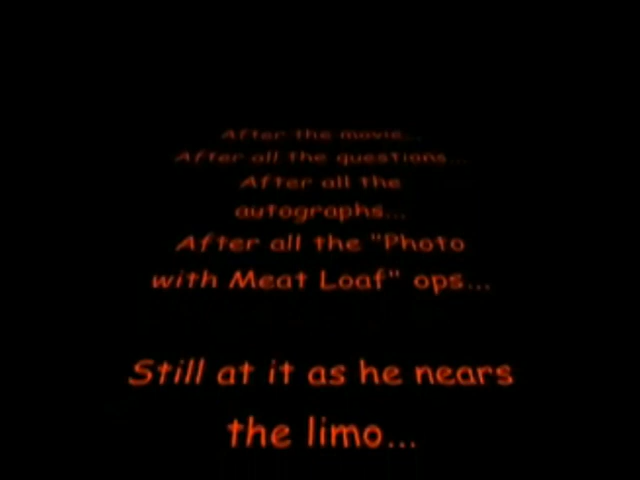 After the movie...
After all the questions...
After all the
autographs...
After all the "Photo
with Meat Loaf" ops...
Still at it as he nears
the limo...